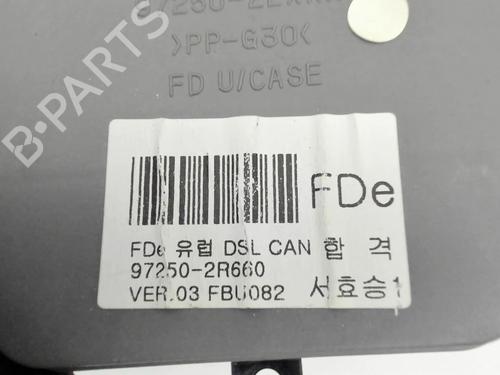 >PP-G30<
FD U/CASE
FDe
FDe 유럽 DSL CAN 합 격
97250-2R660
VER.03 FBU082 서효승1